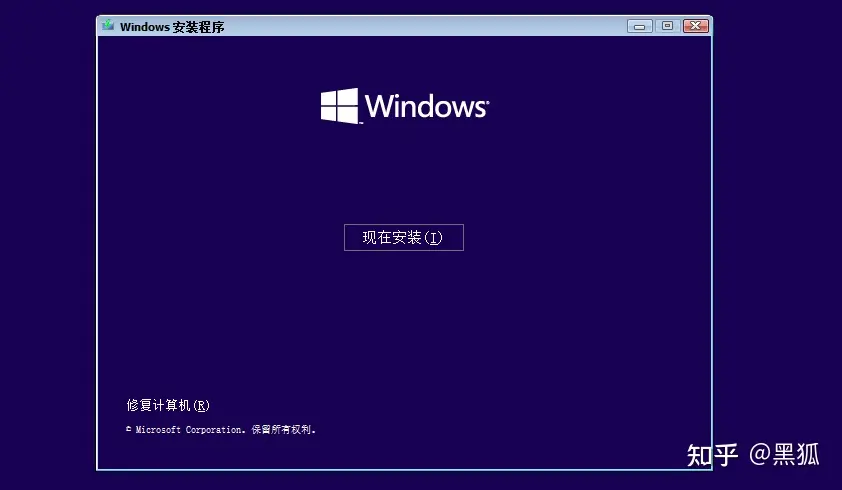 Windows 安装程序
Windows
现在安装(I)
修复计算机(R)
© Microsoft Corporation. 保留所有权利。
知乎 @黑狐